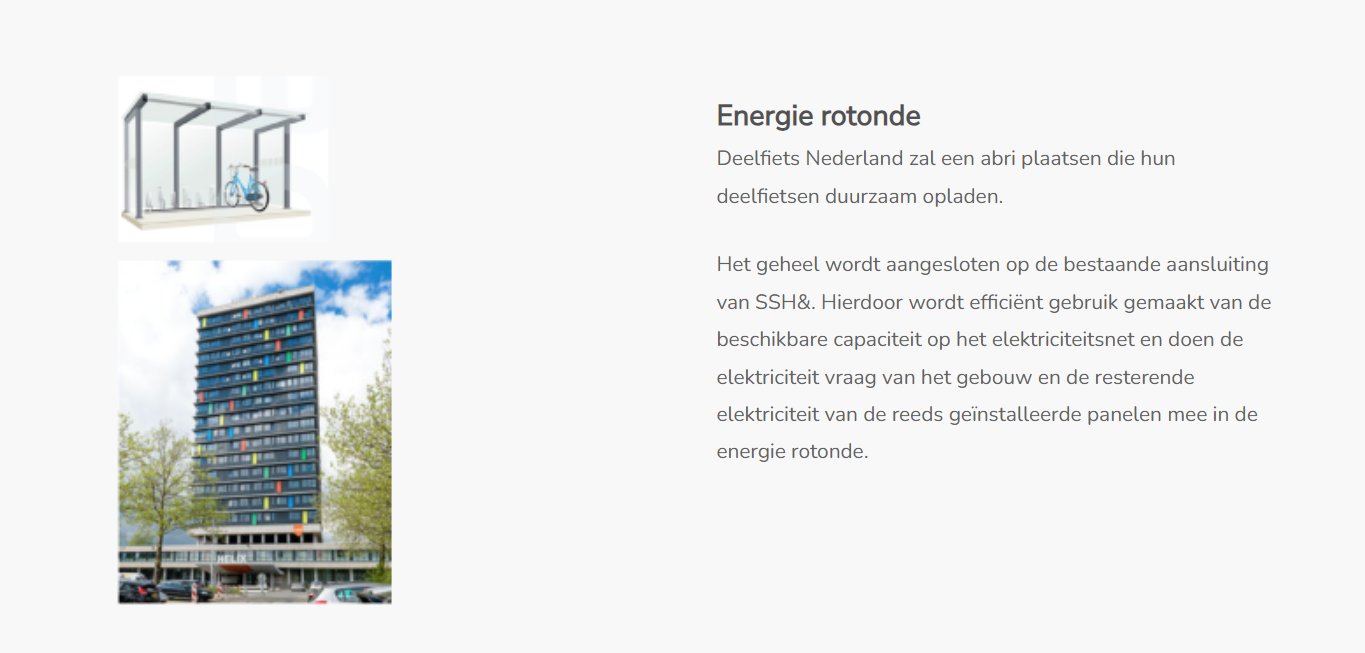 Energie rotonde
Deelfiets Nederland zal een abri plaatsen die hun
deelfietsen duurzaam opladen.
Het geheel wordt aangesloten op de bestaande aansluiting
van SSH&. Hierdoor wordt efficiënt gebruik gemaakt van de
beschikbare capaciteit op het elektriciteitsnet en doen de
elektriciteit vraag van het gebouw en de resterende
elektriciteit van de reeds geïnstalleerde panelen mee in de
energie rotonde.
HELIX